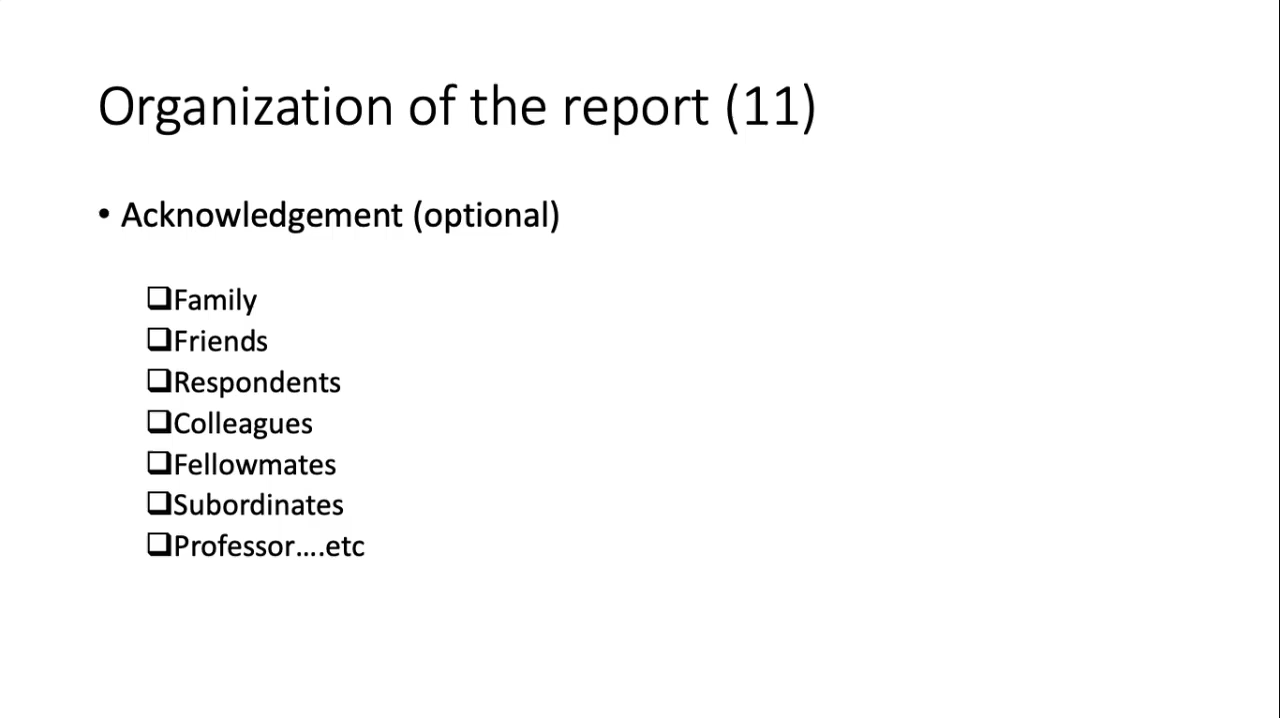 Organization of the report (11)
• Acknowledgement (optional)
❑Family
❑Friends
❑Respondents
❑Colleagues
❑Fellowmates
❑Subordinates
❑Professor….etc